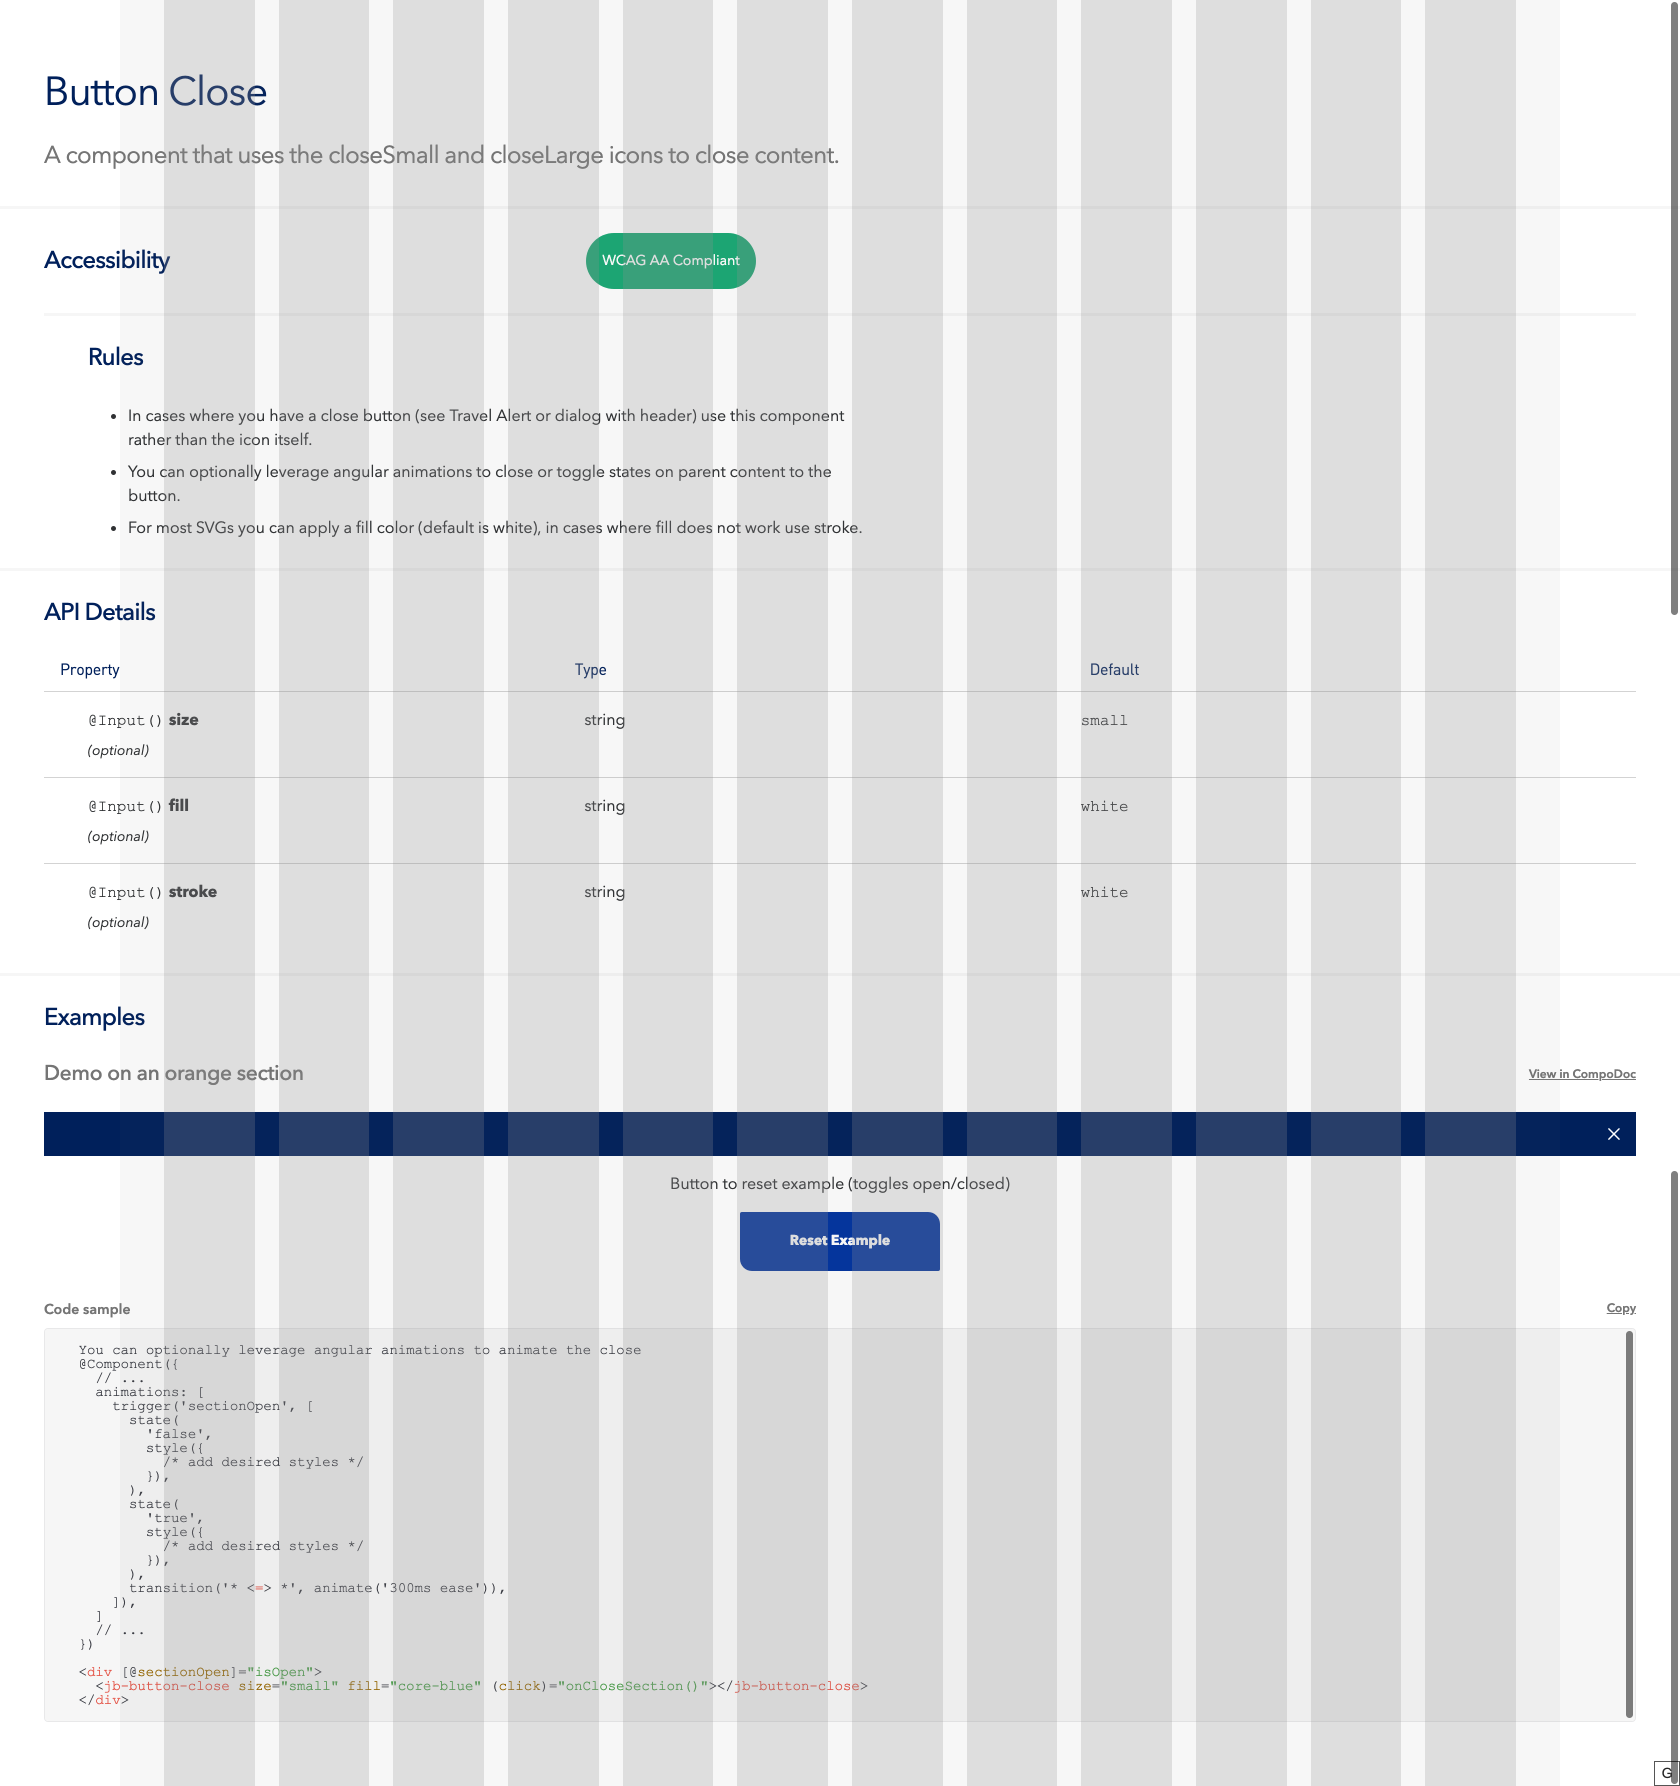 Button Close
A component that uses the closeSmall and closeLarge icons to close content.
Accessibility
WCAG AA Compliant
Rules
• In cases where you have a close button (see Travel Alert or dialog with header) use this component
rather than the icon itself.
• You can optionally leverage angular animations to close or toggle states on parent content to the
button.
• For most SVGs you can apply a fill color (default is white), in cases where fill does not work use stroke.
API Details
Property Type Default
@Input() size string small
(optional)
@Input() fill string white
(optional)
@Input() stroke string white
(optional)
Examples
Demo on an orange section View in CompoDoc
Button to reset example (toggles open/closed)
Reset Example
Code sample Copy
You can optionally leverage angular animations to animate the close
@Component({
  // ...
  animations: [
    trigger('sectionOpen', [
      state(
        'false',
        style({
          /* add desired styles */
        }),
      ),
      state(
        'true',
        style({
          /* add desired styles */
        }),
      ),
      transition('* <=> *', animate('300ms ease')),
    ]),
  ]
  // ...
})
<div [@sectionOpen]="isOpen">
  <jb-button-close size="small" fill="core-blue" (click)="onCloseSection()"></jb-button-close>
</div>
G